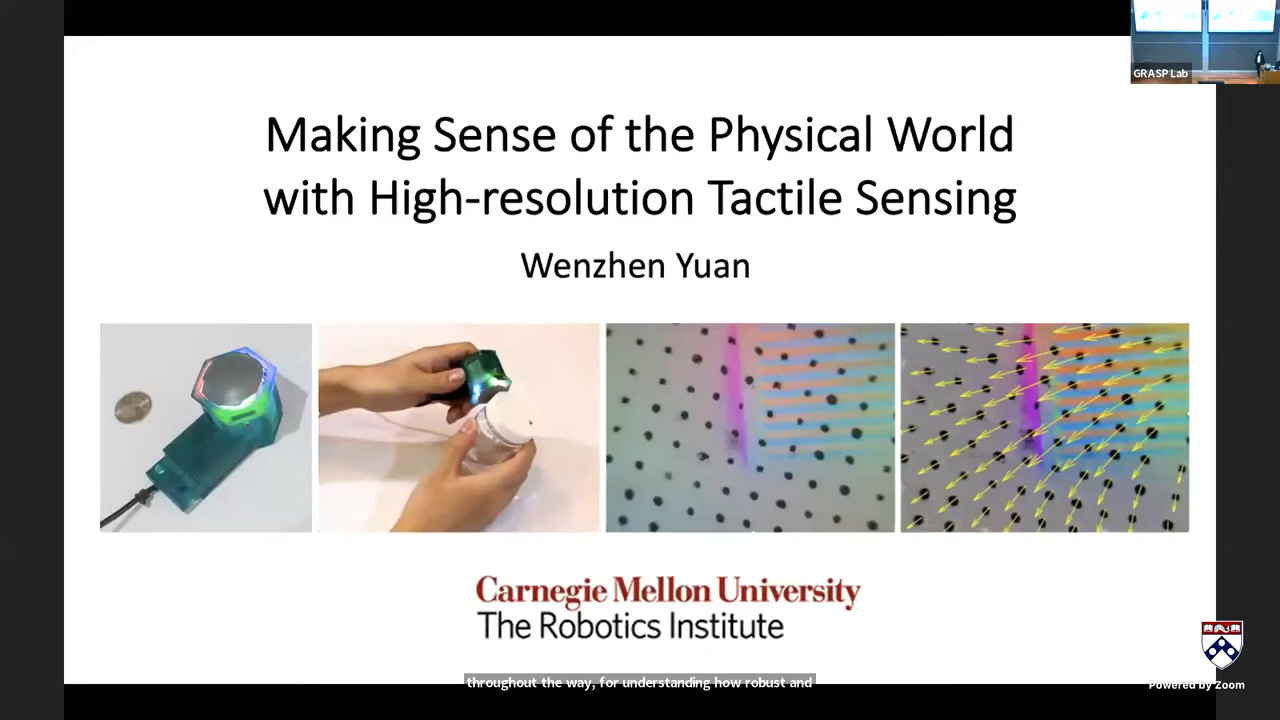 GRASP Lab
Making Sense of the Physical World
with High-resolution Tactile Sensing
Wenzhen Yuan
Carnegie Mellon University
The Robotics Institute
throughout the way, for understanding how robust and
Powered by Zoom